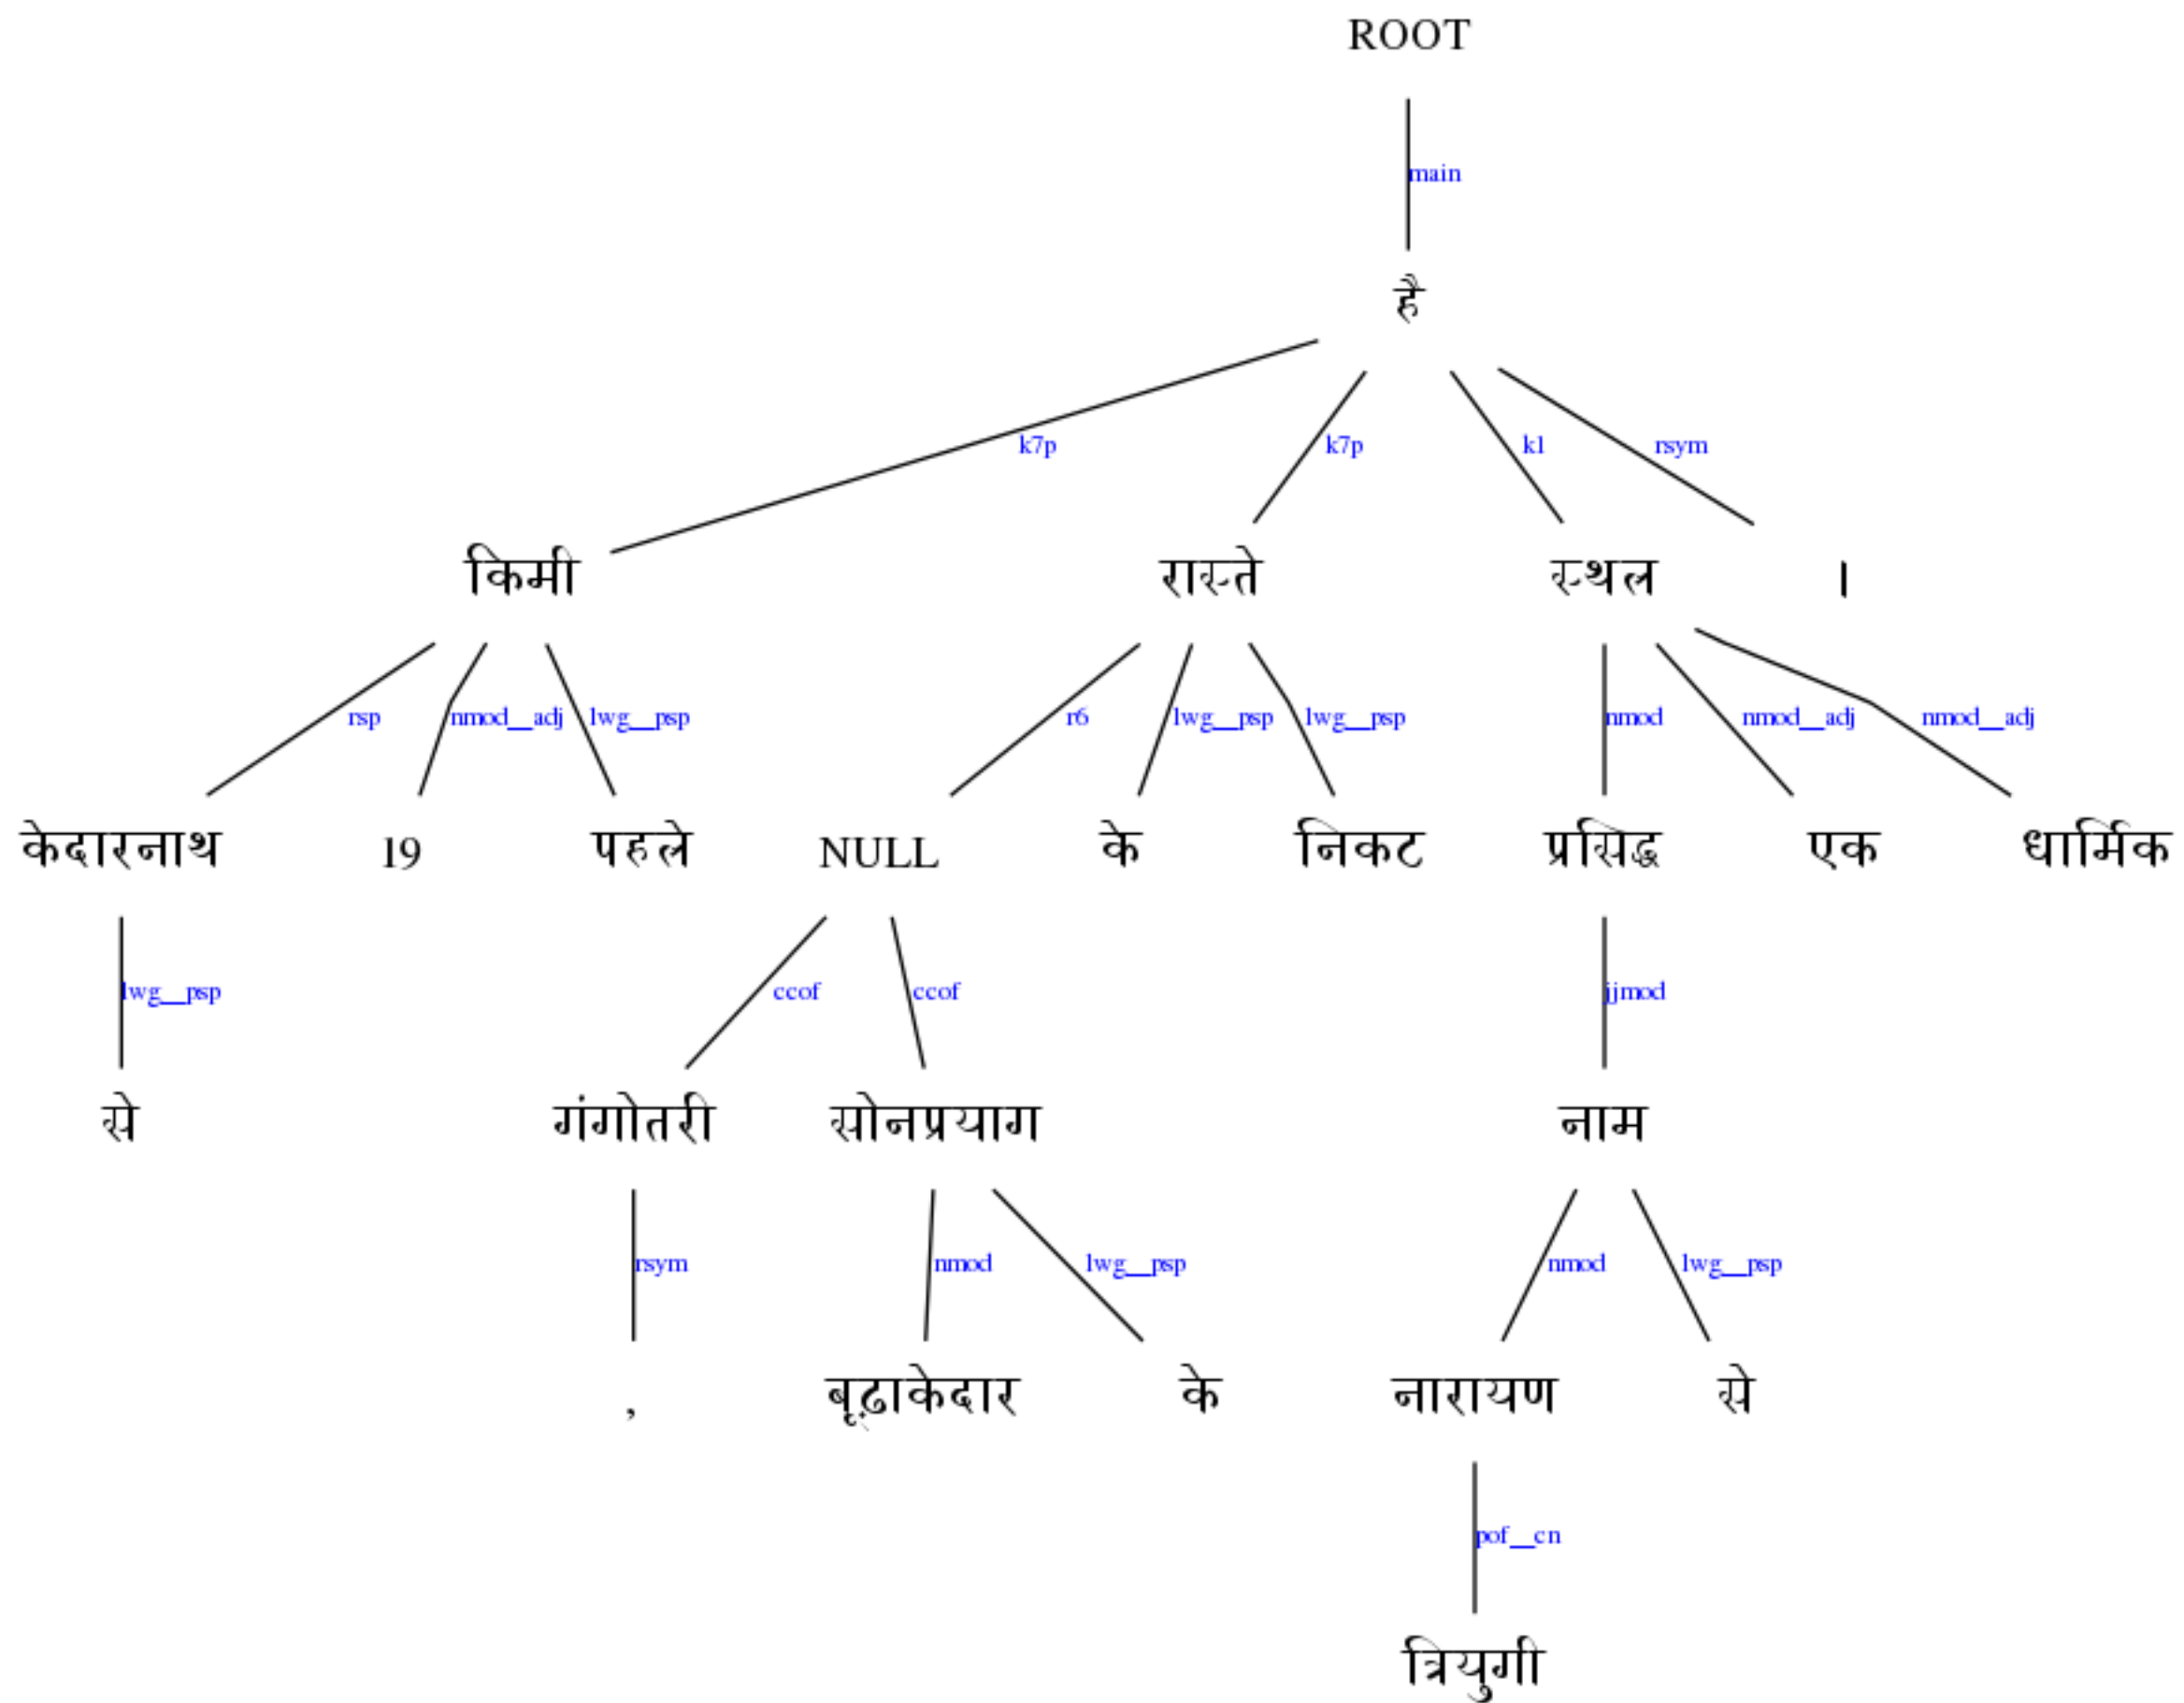 ROOT
main
है
k7p k7p k1 rsym
किमी रास्ते स्थल ।
rsp nmod__adj lwg__psp r6 lwg__psp lwg__psp nmod nmod__adj nmod__adj
केदारनाथ 19 पहले NULL के निकट प्रसिद्ध एक धार्मिक
lwg__psp ccof ccof jjmod
से गंगोतरी सोनप्रयाग नाम
rsym nmod lwg__psp nmod lwg__psp
, बृढ़ाकेदार के नारायण से
pof__cn
त्रियुगी